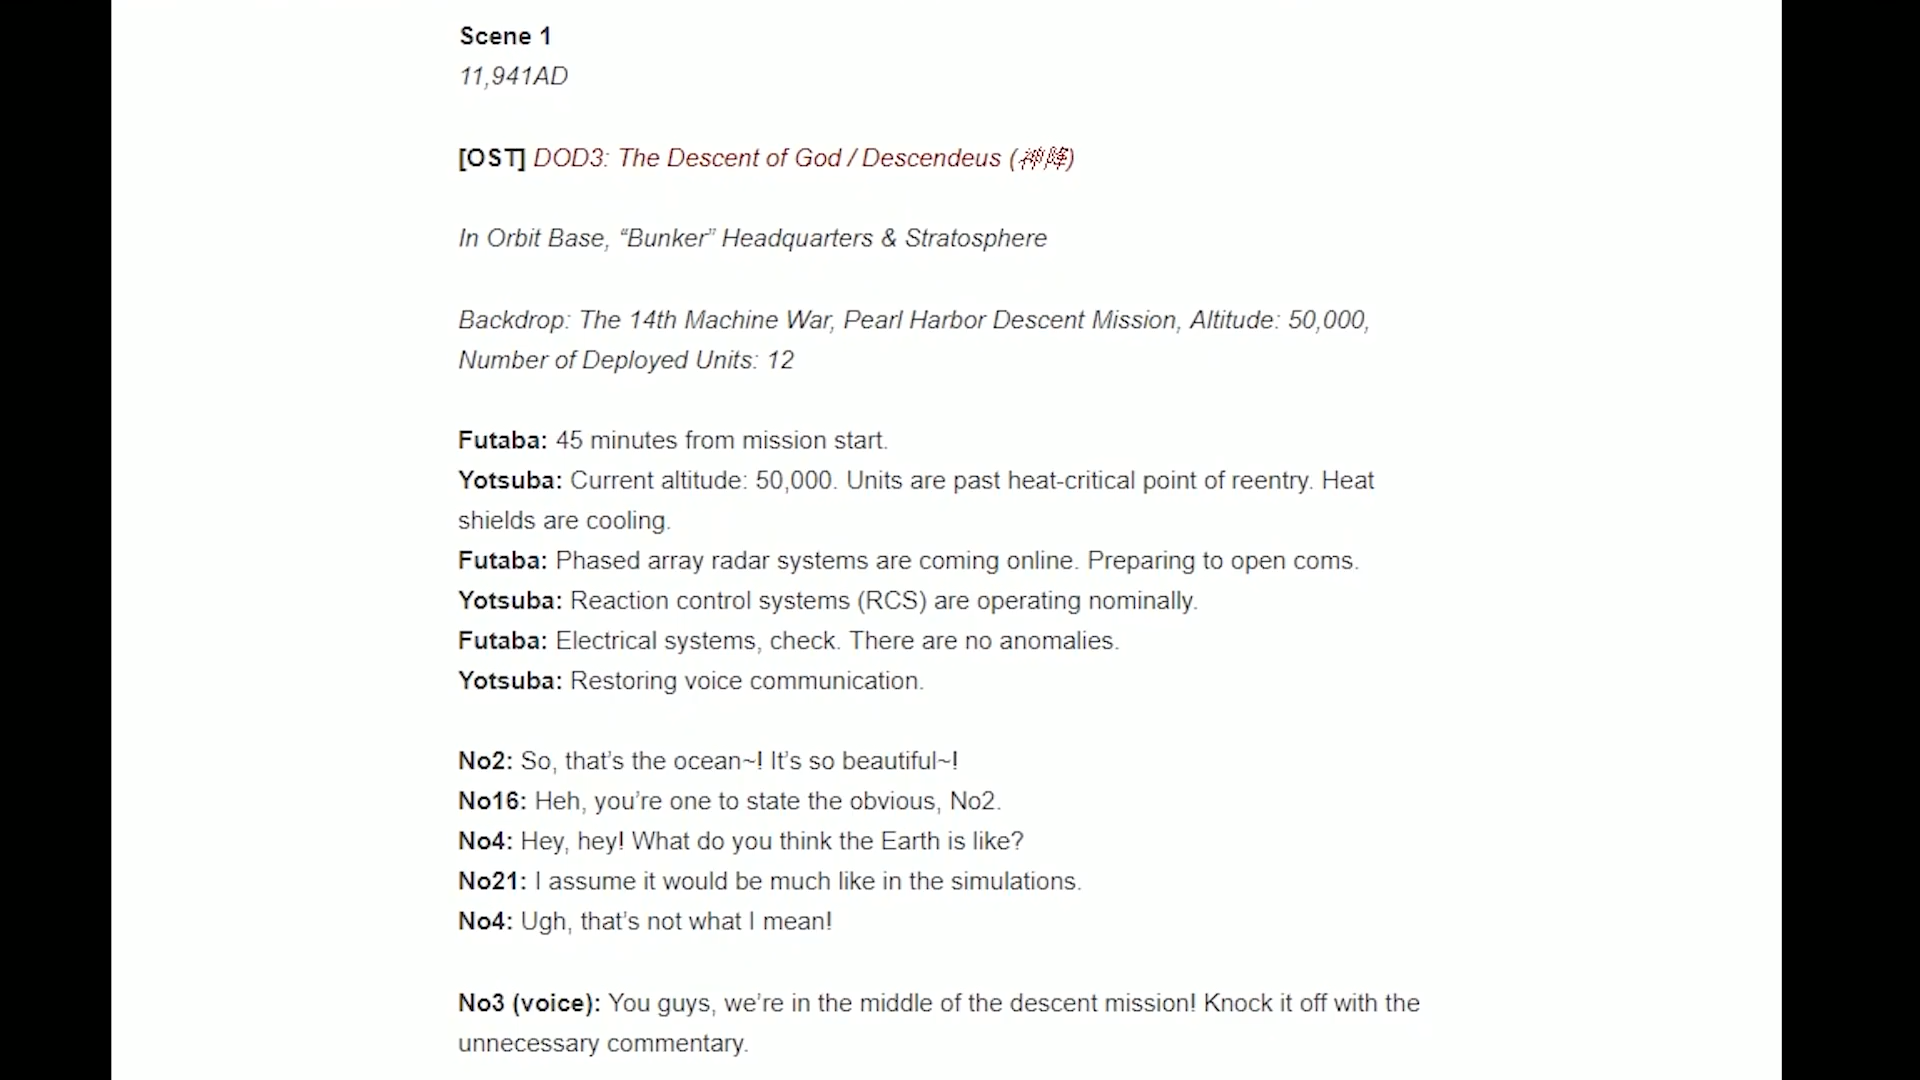 Scene 1
11,941AD
[OST] DOD3: The Descent of God / Descendeus (神降)
In Orbit Base, “Bunker” Headquarters & Stratosphere
Backdrop: The 14th Machine War, Pearl Harbor Descent Mission, Altitude: 50,000,
Number of Deployed Units: 12
Futaba: 45 minutes from mission start.
Yotsuba: Current altitude: 50,000. Units are past heat-critical point of reentry. Heat
shields are cooling.
Futaba: Phased array radar systems are coming online. Preparing to open coms.
Yotsuba: Reaction control systems (RCS) are operating nominally.
Futaba: Electrical systems, check. There are no anomalies.
Yotsuba: Restoring voice communication.
No2: So, that’s the ocean~! It’s so beautiful~!
No16: Heh, you’re one to state the obvious, No2.
No4: Hey, hey! What do you think the Earth is like?
No21: I assume it would be much like in the simulations.
No4: Ugh, that’s not what I mean!
No3 (voice): You guys, we’re in the middle of the descent mission! Knock it off with the
unnecessary commentary.